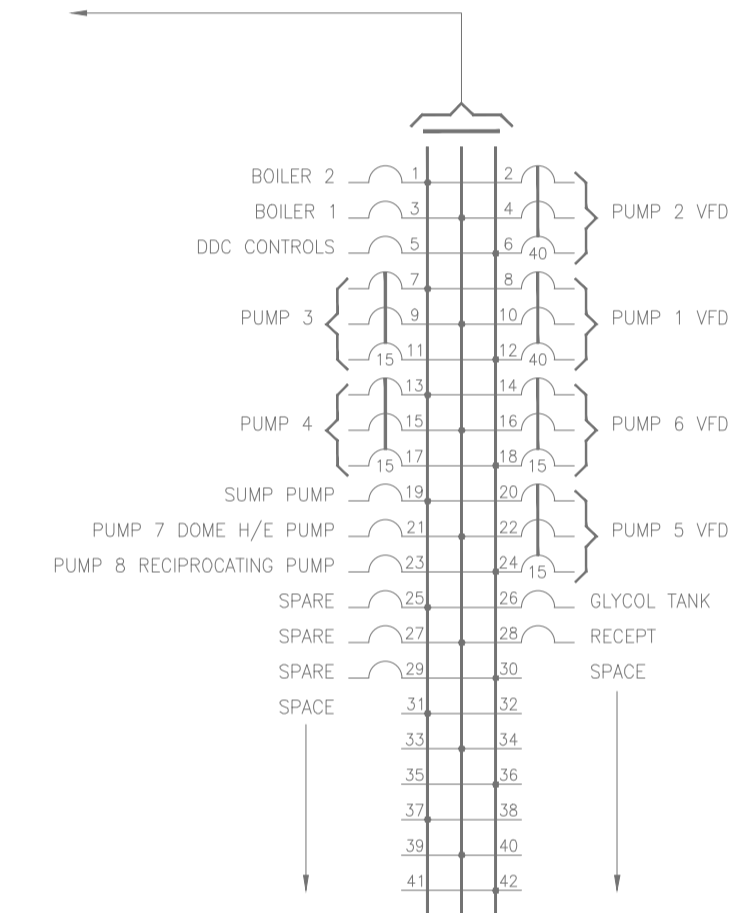 BOILER 2 1 2
BOILER 1 3 4 PUMP 2 VFD
DDC CONTROLS 5 6 40
7 8
PUMP 3 9 10 PUMP 1 VFD
15 11 12 40
13 14
PUMP 4 15 16 PUMP 6 VFD
15 17 18 15
SUMP PUMP 19 20
PUMP 7 DOME H/E PUMP 21 22 PUMP 5 VFD
PUMP 8 RECIPROCATING PUMP 23 24 15
SPARE 25 26 GLYCOL TANK
SPARE 27 28 RECEPT
SPARE 29 30 SPACE
SPACE 31 32
33 34
35 36
37 38
39 40
41 42